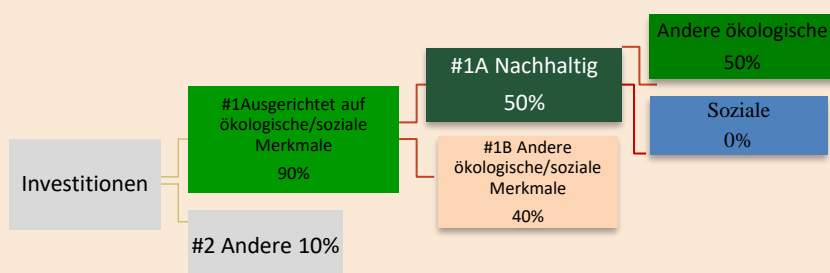 Investitionen
#1Ausgerichtet auf
ökologische/soziale
Merkmale
90%
#2 Andere 10%
#1A Nachhaltig
50%
#1B Andere
ökologische/soziale
Merkmale
40%
Andere ökologische
50%
Soziale
0%